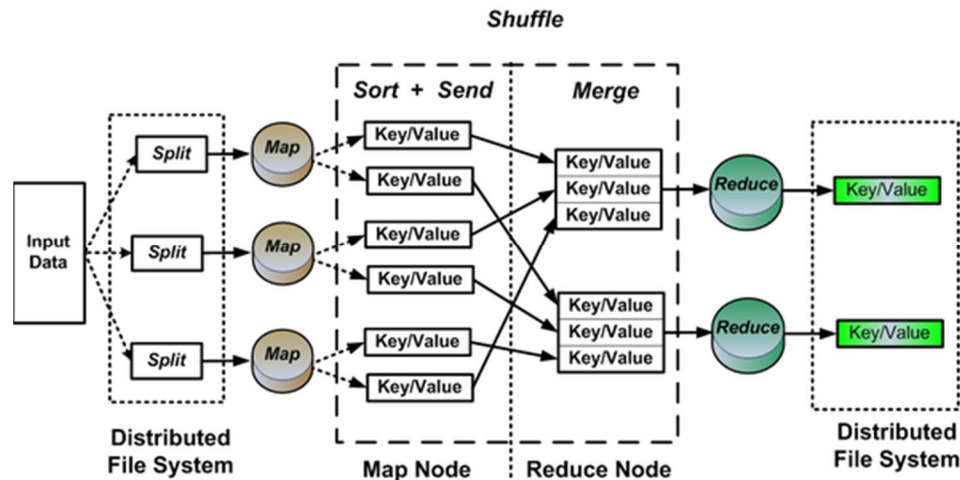 Shuffle
Sort + Send
Merge
Input
Data
Split
Split
Split
Map
Map
Map
Key/Value
Key/Value
Key/Value
Key/Value
Key/Value
Key/Value
Key/Value
Key/Value
Key/Value
Key/Value
Key/Value
Key/Value
Reduce
Reduce
Key/Value
Key/Value
Distributed
File System
Map Node
Reduce Node
Distributed
File System